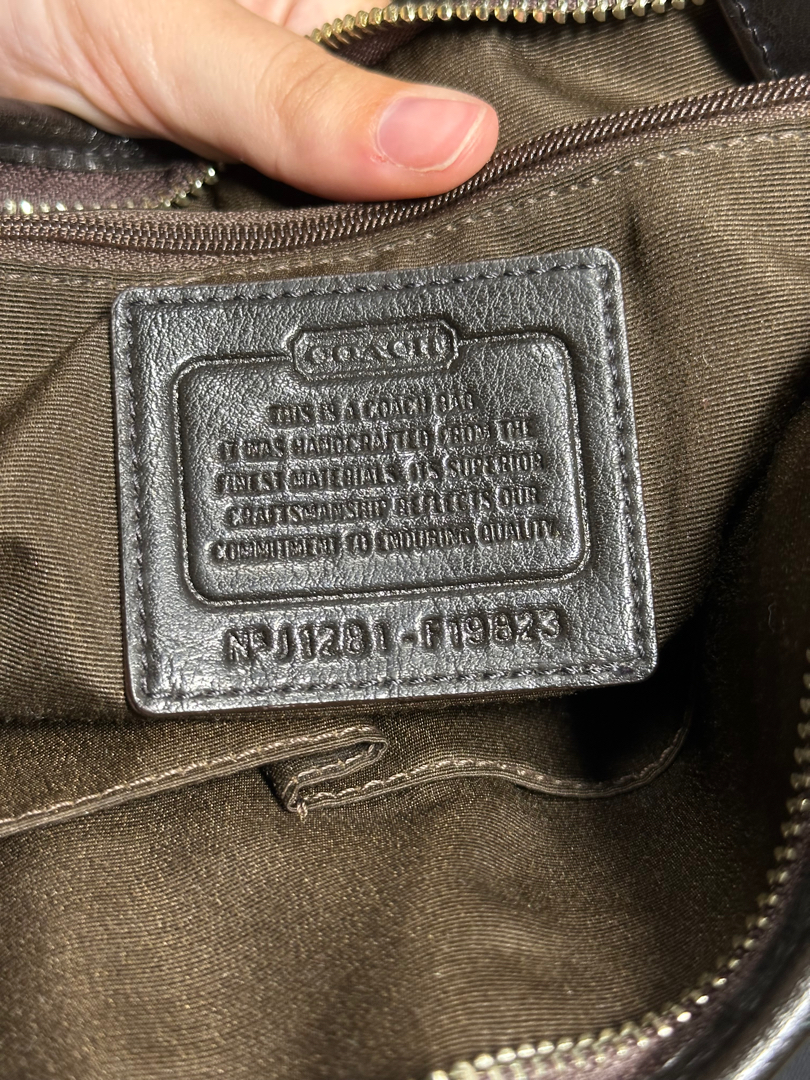 COACH
THIS IS A COACH BAG.
IT WAS HANDCRAFTED FROM THE
FINEST MATERIALS. ITS SUPERIOR
CRAFTSMANSHIP REFLECTS OUR
COMMITMENT TO ENDURING QUALITY.
Nº J1281-F19823